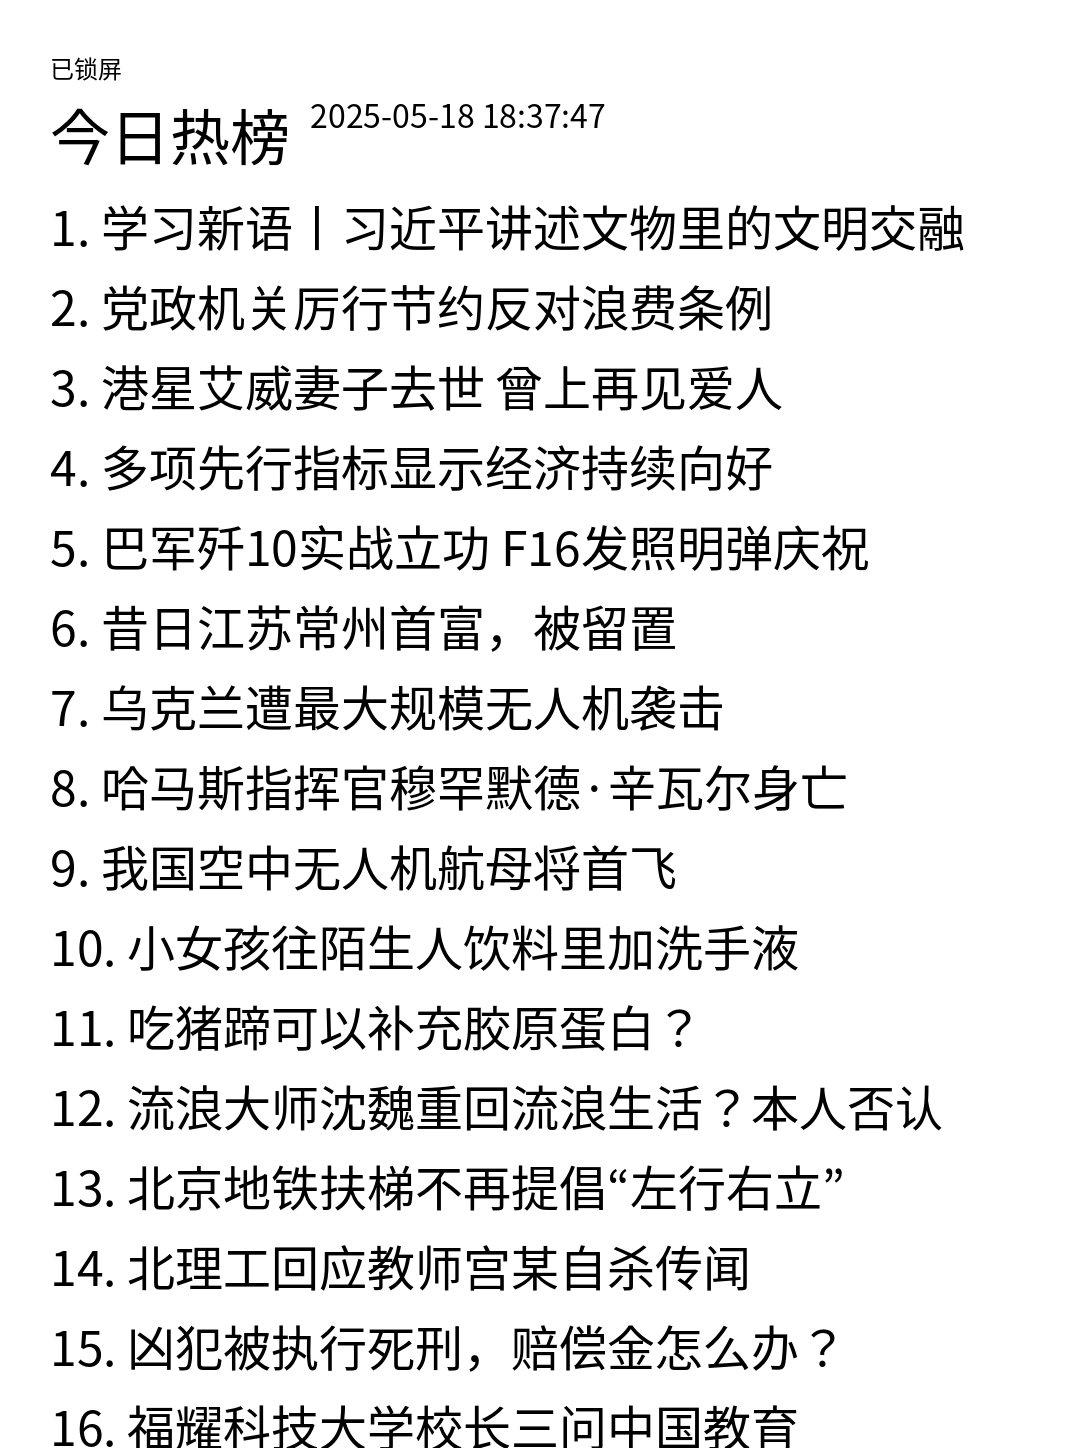 已锁屏
今日热榜 2025-05-18 18:37:47
1. 学习新语丨习近平讲述文物里的文明交融
2. 党政机关厉行节约反对浪费条例
3. 港星艾威妻子去世 曾上再见爱人
4. 多项先行指标显示经济持续向好
5. 巴军歼10实战立功 F16发照明弹庆祝
6. 昔日江苏常州首富，被留置
7. 乌克兰遭最大规模无人机袭击
8. 哈马斯指挥官穆罕默德·辛瓦尔身亡
9. 我国空中无人机航母将首飞
10. 小女孩往陌生人饮料里加洗手液
11. 吃猪蹄可以补充胶原蛋白？
12. 流浪大师沈魏重回流浪生活？本人否认
13. 北京地铁扶梯不再提倡“左行右立”
14. 北理工回应教师宫某自杀传闻
15. 凶犯被执行死刑，赔偿金怎么办？
16. 福耀科技大学校长三问中国教育